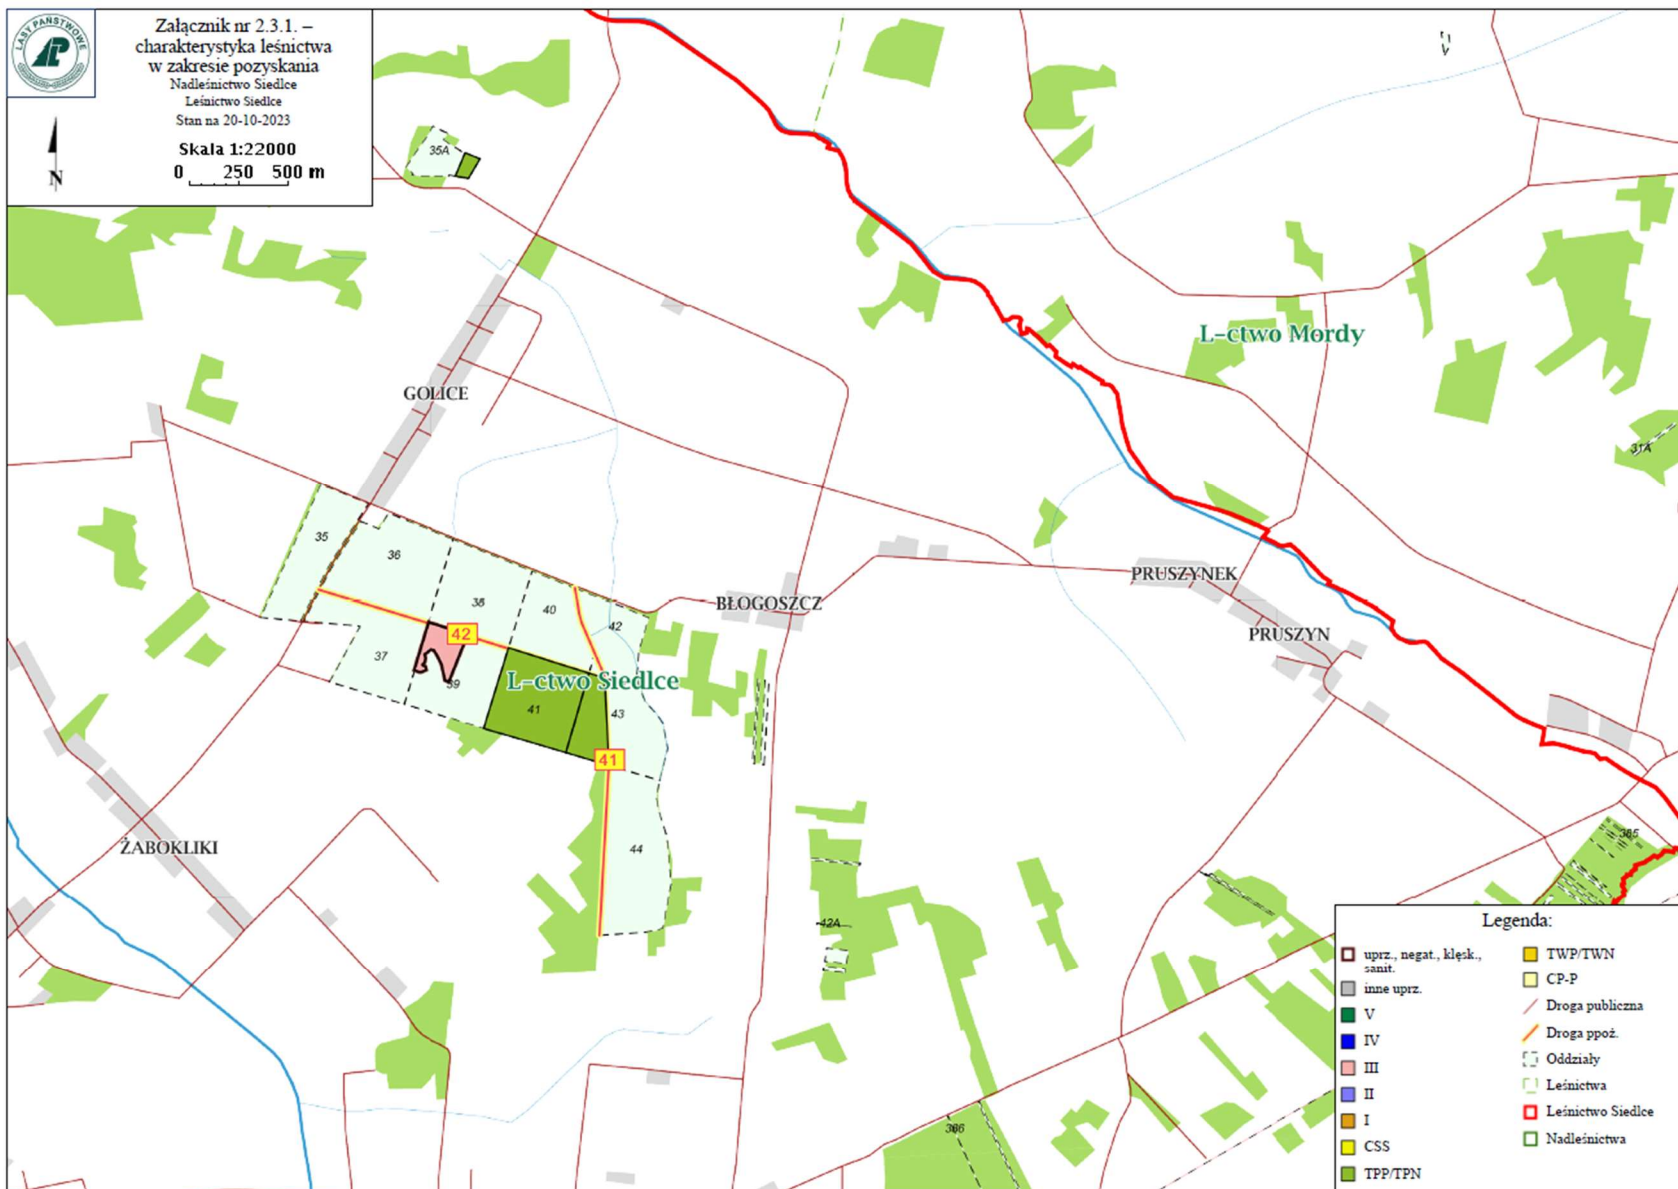 LASY PAŃSTWOWE
Załącznik nr 2.3.1. –
charakterystyka leśnictwa
w zakresie pozyskania
Nadleśnictwo Siedlce
Leśnictwo Siedlce
Stan na 20-10-2023
Skala 1:22000
0 250 500 m
N
35A
L-ctwo Mordy
GOLICE
31A
35
36
38
40
42
BŁOGOSZCZ
PRUSZYNEK
PRUSZYN
42
37
39
L-ctwo Siedlce
41
43
41
44
ŻABOKLIKI
385
42A
386
Legenda:
uprz., negat., klęsk.,
sanit.
inne uprz.
V
IV
III
II
I
CSS
TPP/TPN
TWP/TWN
CP-P
Droga publiczna
Droga ppoż.
Oddziały
Leśnictwa
Leśnictwo Siedlce
Nadleśnictwa